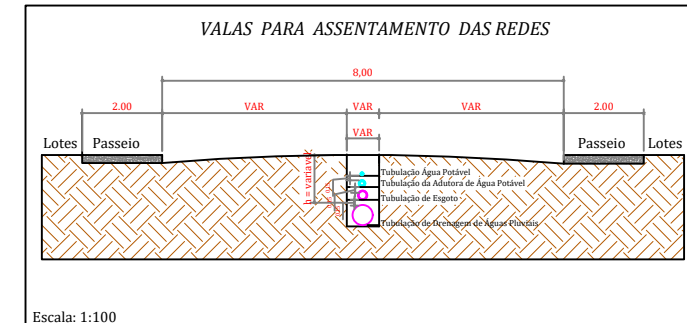 VALAS PARA ASSENTAMENTO DAS REDES
8,00
2.00 VAR VAR VAR 2.00
VAR
Lotes Passeio Passeio Lotes
h = variável
Tubulação Água Potável
Tubulação da Adutora de Água Potável
Tubulação de Esgoto
Tubulação de Drenagem de Águas Pluviais
Escala: 1:100